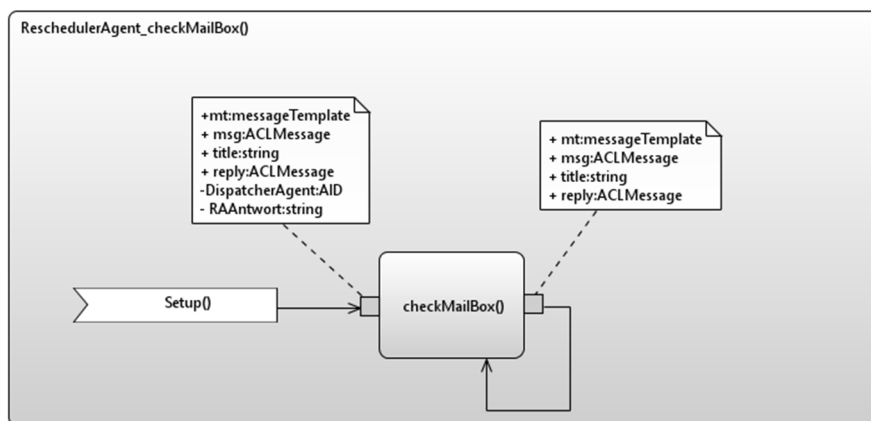 ReschedulerAgent_checkMailBox()
+mt:messageTemplate
+ msg:ACLMessage
+ title:string
+ reply:ACLMessage
-DispatcherAgent:AID
- RAAntwort:string
+ mt:messageTemplate
+ msg:ACLMessage
+ title:string
+ reply:ACLMessage
Setup()
checkMailBox()